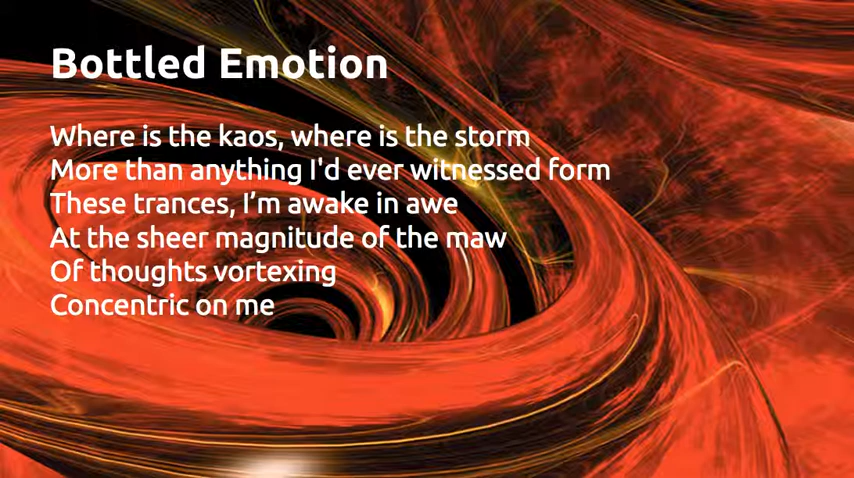 Bottled Emotion
Where is the kaos, where is the storm
More than anything I'd ever witnessed form
These trances, I’m awake in awe
At the sheer magnitude of the maw
Of thoughts vortexing
Concentric on me